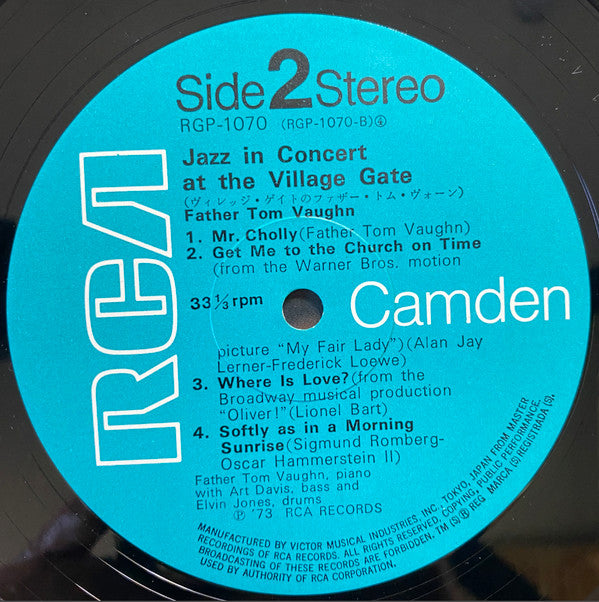 Side 2 Stereo
RGP-1070 (RGP-1070-B)④
Jazz in Concert
at the Village Gate
(ヴィレッジ・ゲイトのファザー・トム・ヴォーン)
Father Tom Vaughn
1. Mr. Cholly(Father Tom Vaughn)
2. Get Me to the Church on Time
(from the Warner Bros. motion
33 1/3 rpm
RCA
Camden
picture "My Fair Lady")(Alan Jay
Lerner-Frederick Loewe)
3. Where Is Love?(from the
Broadway musical production
"Oliver!"(Lionel Bart)
4. Softly as in a Morning
Sunrise(Sigmund Romberg-
Oscar Hammerstein II)
Father Tom Vaughn, piano
with Art Davis, bass and
Elvin Jones, drums
Ⓟ '73 RCA RECORDS
MANUFACTURED BY VICTOR MUSICAL INDUSTRIES, INC., TOKYO, JAPAN FROM MASTER
RECORDINGS OF RCA RECORDS. ALL RIGHTS RESERVED, COPYING, PUBLIC PERFORMANCE,
BROADCASTING OF THESE RECORDS ARE FORBIDDEN. TM(S)® REG MARCA(S) REGISTRADA(S).
USED BY AUTHORITY OF RCA CORPORATION.